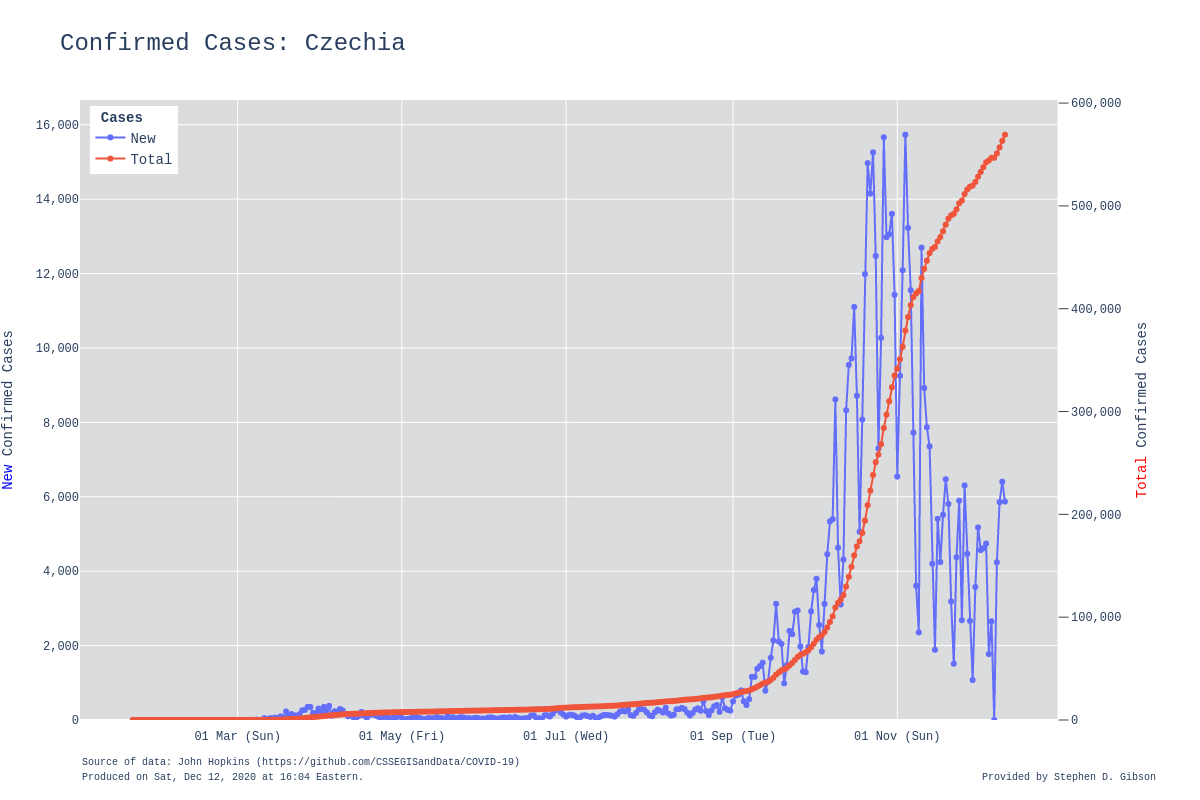 Confirmed Cases: Czechia
Cases
New
Total
16,000
14,000
12,000
10,000
8,000
6,000
4,000
2,000
0
600,000
500,000
400,000
300,000
200,000
100,000
0
New Confirmed Cases
Total Confirmed Cases
01 Mar (Sun)
01 May (Fri)
01 Jul (Wed)
01 Sep (Tue)
01 Nov (Sun)
Source of data: John Hopkins (https://github.com/CSSEGISandData/COVID-19)
Produced on Sat, Dec 12, 2020 at 16:04 Eastern.
Provided by Stephen D. Gibson